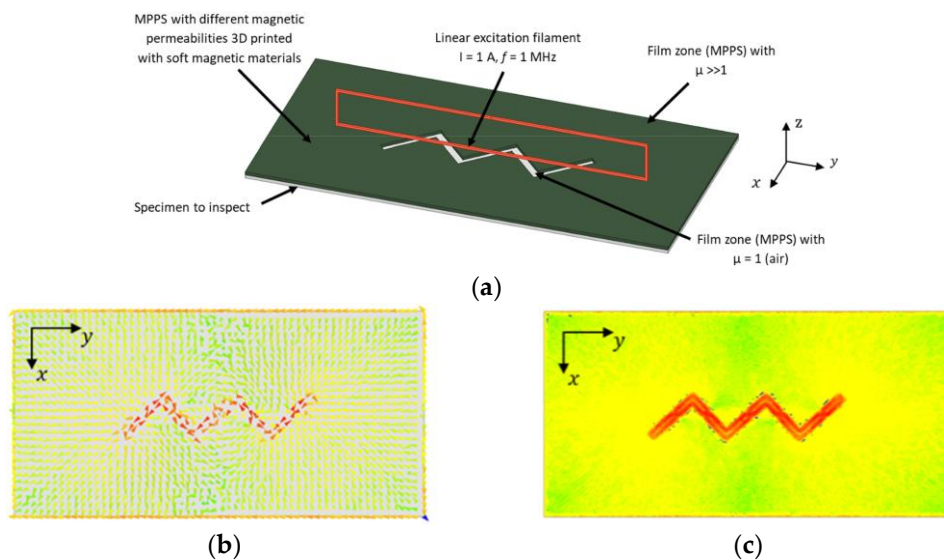 MPPS with different magnetic
permeabilities 3D printed
with soft magnetic materials
Linear excitation filament
I = 1 A, f = 1 MHz
Film zone (MPPS) with
μ >>1
z
y
x
Specimen to inspect
Film zone (MPPS) with
μ = 1 (air)
(a)
y
x
y
x
(b)
(c)